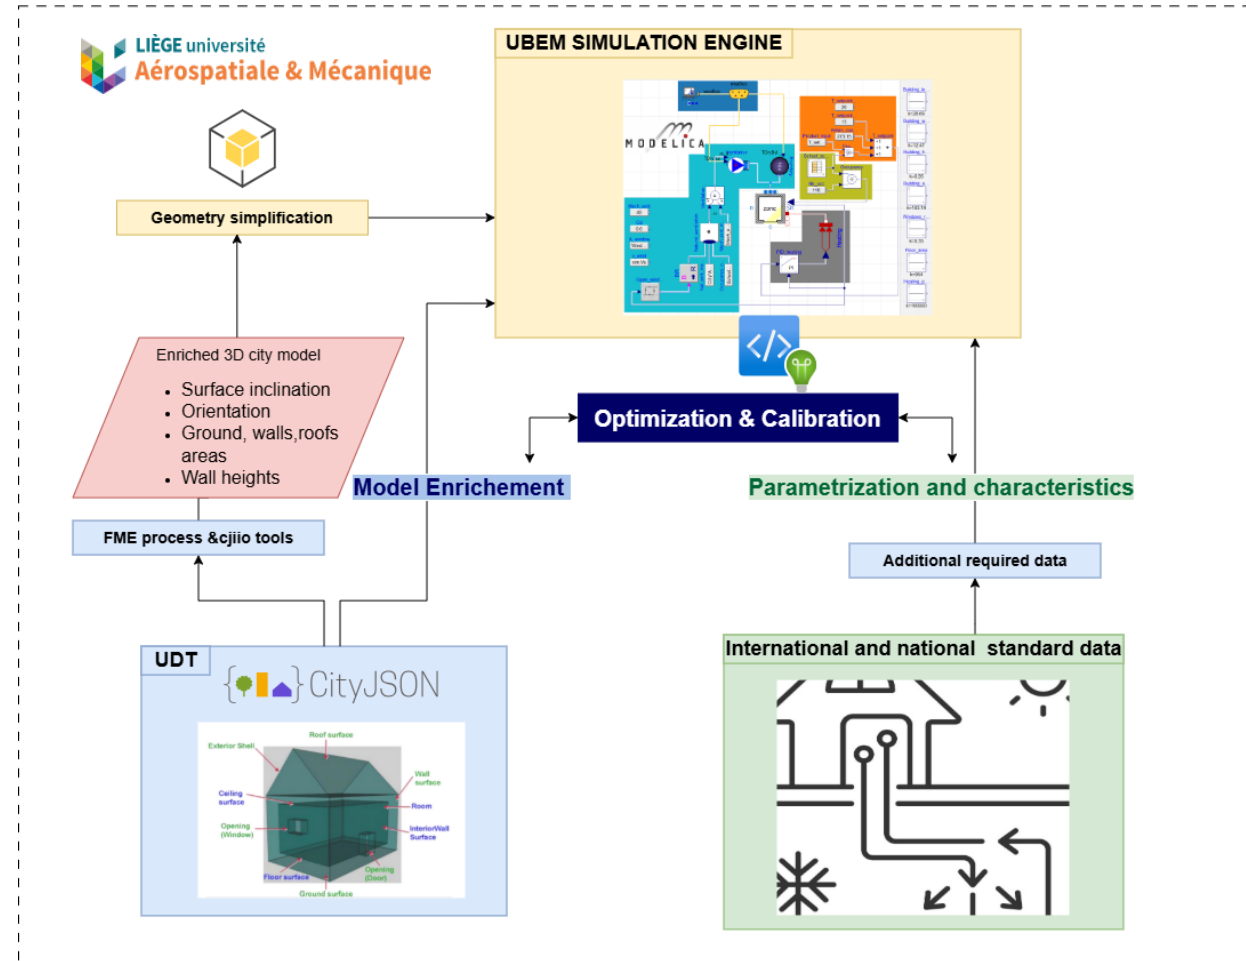 LIÈGE université
Aérospatiale & Mécanique
UBEM SIMULATION ENGINE
MODELICA
zone
PI
Geometry simplification
Enriched 3D city model
• Surface inclination
• Orientation
• Ground, walls,roofs
areas
• Wall heights
</>
Optimization & Calibration
Model Enrichement
Parametrization and characteristics
FME process &cjiio tools
Additional required data
UDT
{ } CityJSON
Roof surface
Exterior Shell
Wall
surface
Ceiling
surface
Room
Opening
(Window)
InteriorWall
Surface
Floor surface
Opening
(Door)
Ground surface
International and national standard data